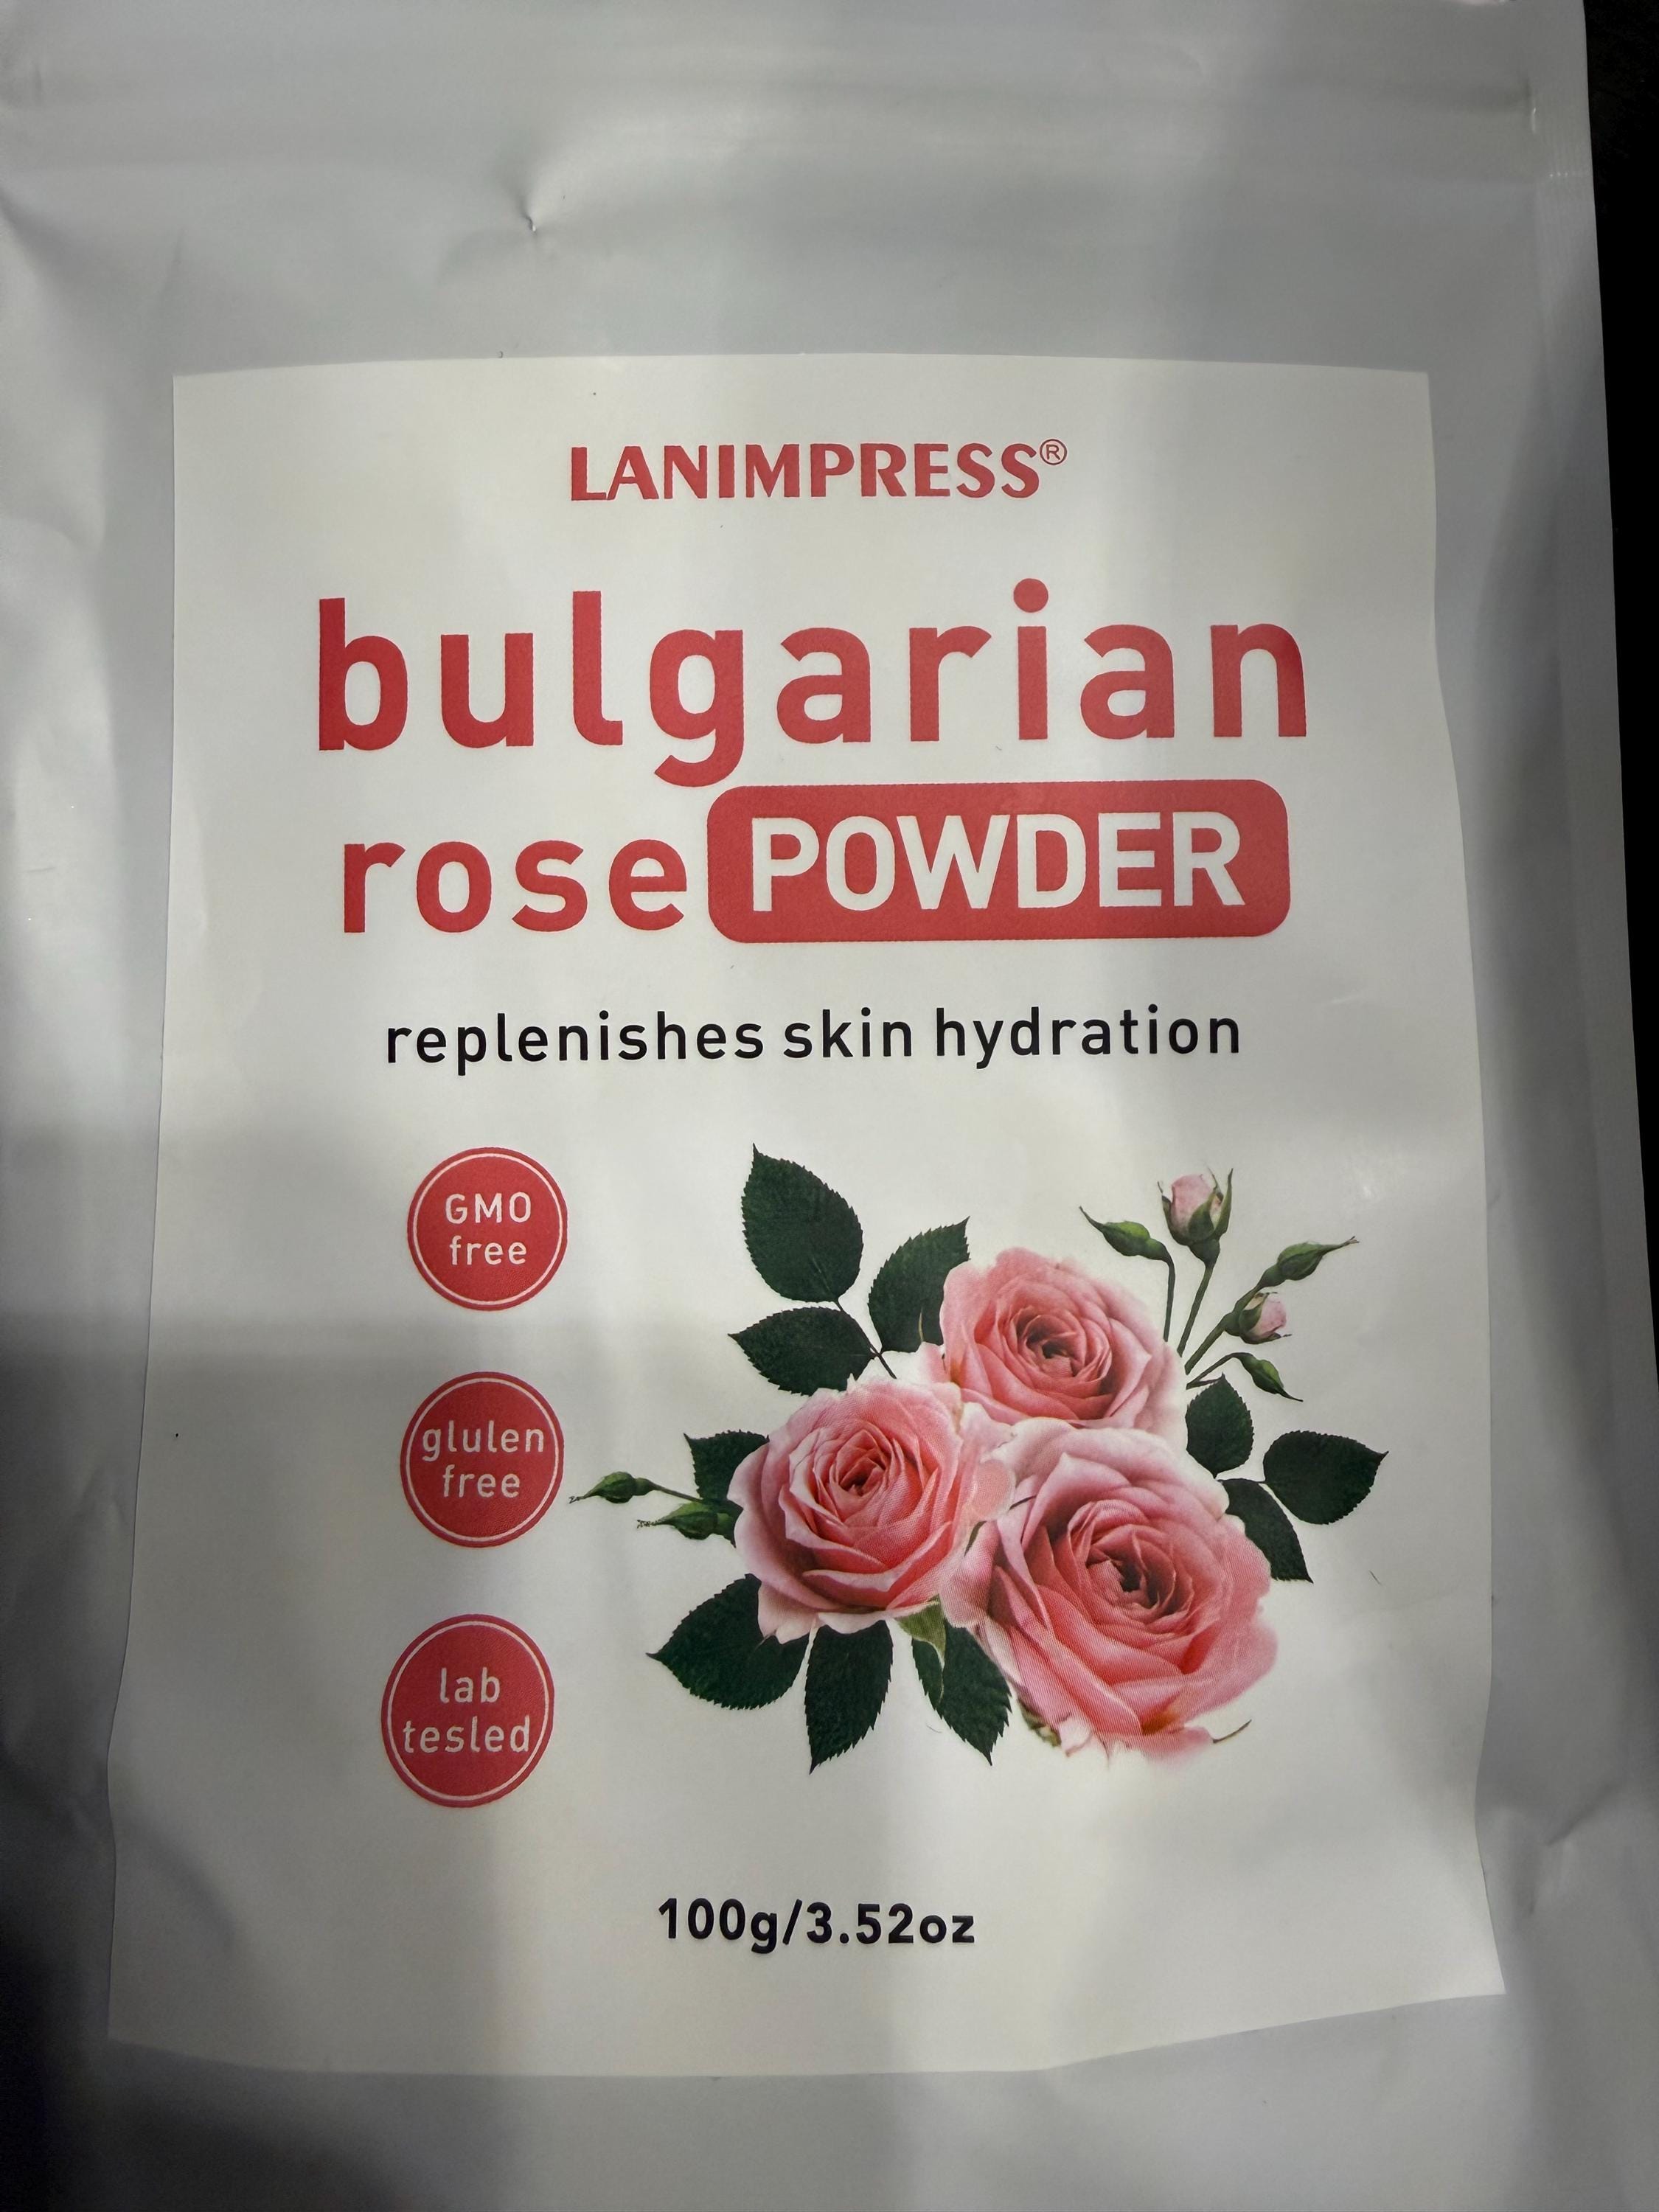 LANIMPRESS®
bulgarian
rose POWDER
replenishes skin hydration
GMO
free
glulen
free
lab
tesled
100g/3.52oz